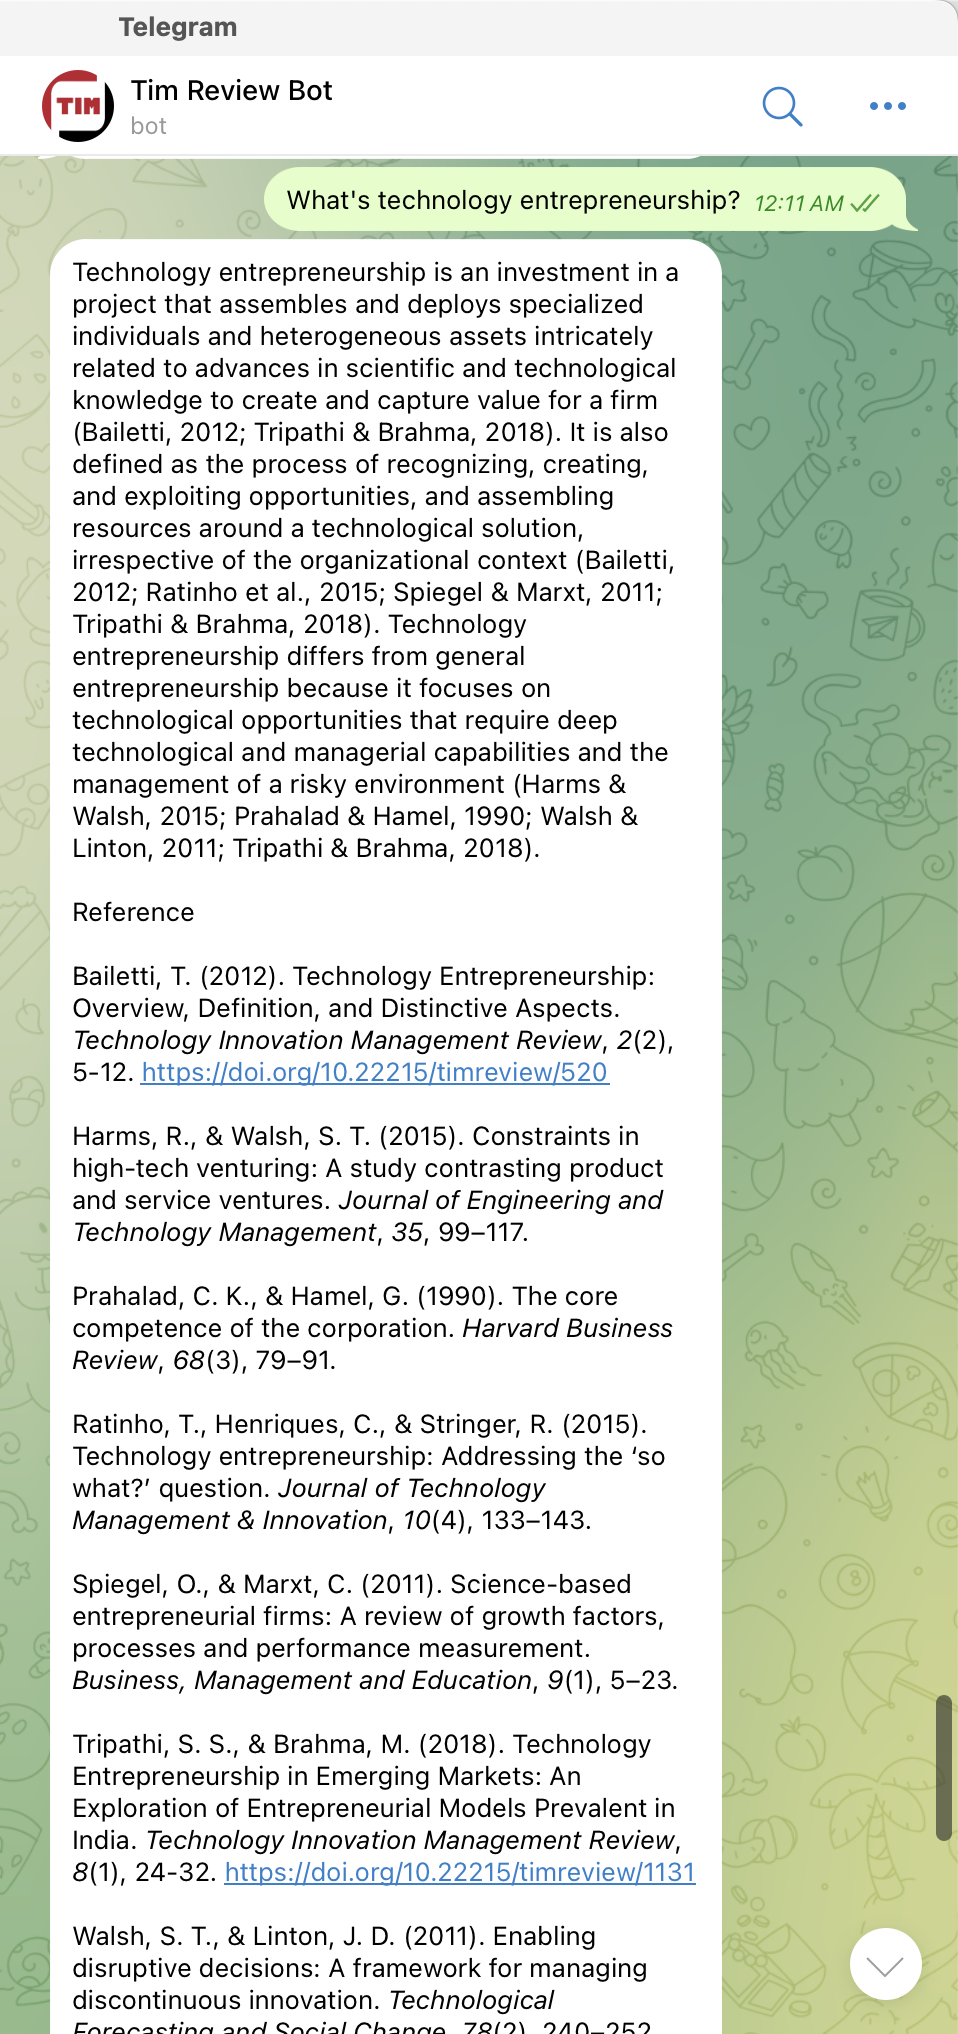 Telegram
TIM
Tim Review Bot
bot
What's technology entrepreneurship? 12:11 AM
Technology entrepreneurship is an investment in a
project that assembles and deploys specialized
individuals and heterogeneous assets intricately
related to advances in scientific and technological
knowledge to create and capture value for a firm
(Bailetti, 2012; Tripathi & Brahma, 2018). It is also
defined as the process of recognizing, creating,
and exploiting opportunities, and assembling
resources around a technological solution,
irrespective of the organizational context (Bailetti,
2012; Ratinho et al., 2015; Spiegel & Marxt, 2011;
Tripathi & Brahma, 2018). Technology
entrepreneurship differs from general
entrepreneurship because it focuses on
technological opportunities that require deep
technological and managerial capabilities and the
management of a risky environment (Harms &
Walsh, 2015; Prahalad & Hamel, 1990; Walsh &
Linton, 2011; Tripathi & Brahma, 2018).
Reference
Bailetti, T. (2012). Technology Entrepreneurship:
Overview, Definition, and Distinctive Aspects.
Technology Innovation Management Review, 2(2),
5-12. https://doi.org/10.22215/timreview/520
Harms, R., & Walsh, S. T. (2015). Constraints in
high-tech venturing: A study contrasting product
and service ventures. Journal of Engineering and
Technology Management, 35, 99–117.
Prahalad, C. K., & Hamel, G. (1990). The core
competence of the corporation. Harvard Business
Review, 68(3), 79–91.
Ratinho, T., Henriques, C., & Stringer, R. (2015).
Technology entrepreneurship: Addressing the ‘so
what?’ question. Journal of Technology
Management & Innovation, 10(4), 133–143.
Spiegel, O., & Marxt, C. (2011). Science-based
entrepreneurial firms: A review of growth factors,
processes and performance measurement.
Business, Management and Education, 9(1), 5–23.
Tripathi, S. S., & Brahma, M. (2018). Technology
Entrepreneurship in Emerging Markets: An
Exploration of Entrepreneurial Models Prevalent in
India. Technology Innovation Management Review,
8(1), 24-32. https://doi.org/10.22215/timreview/1131
Walsh, S. T., & Linton, J. D. (2011). Enabling
disruptive decisions: A framework for managing
discontinuous innovation. Technological
Forecasting and Social Change, 78(2), 240–252.